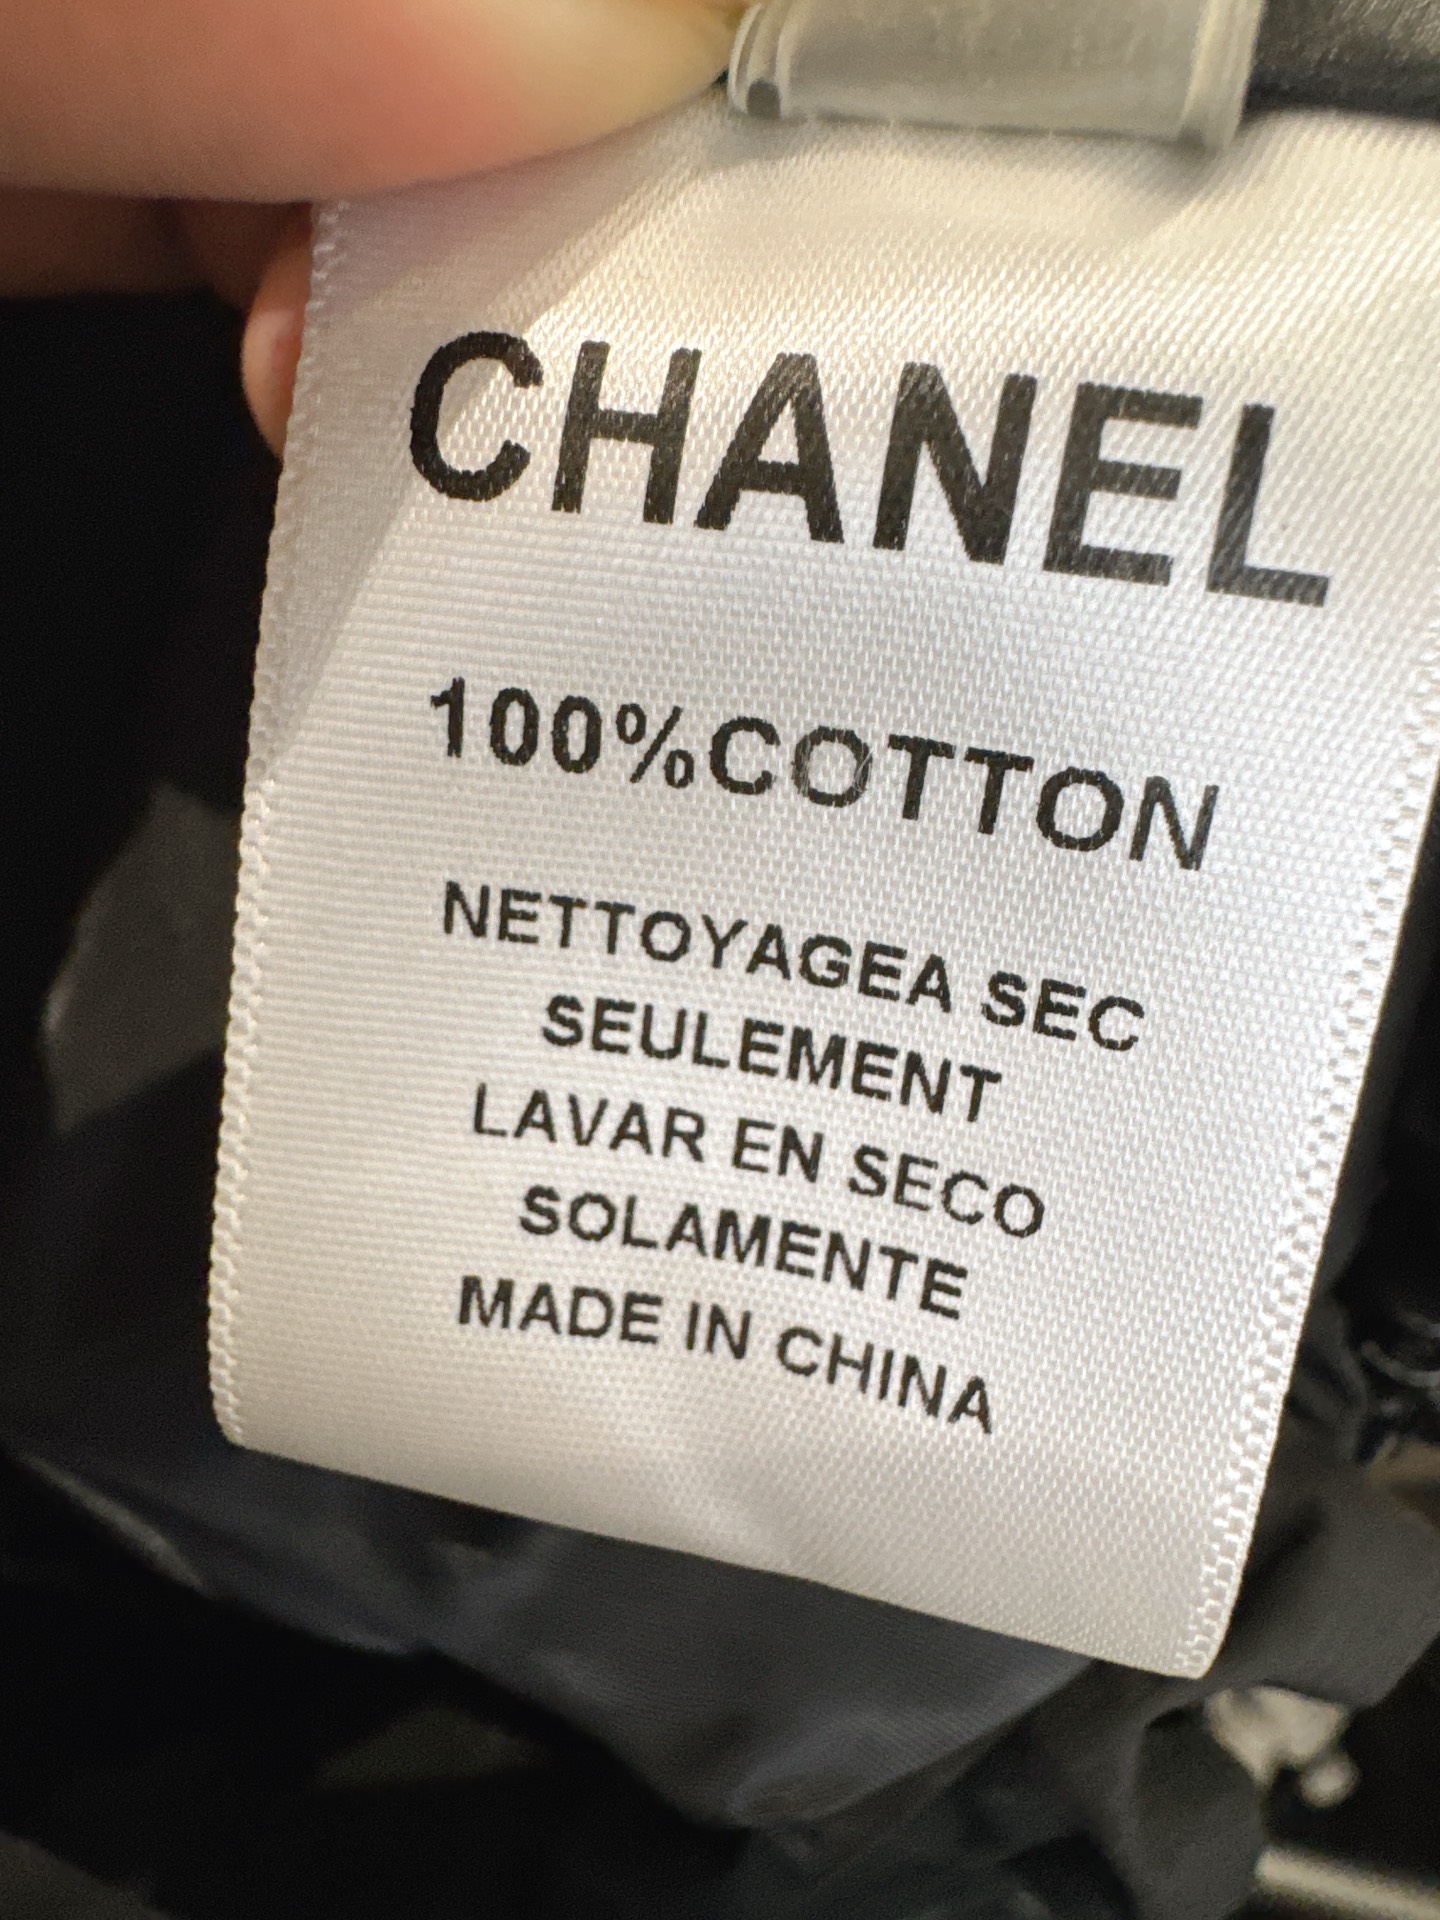 CHANEL
100%COTTON
NETTOYAGEA SEC
SEULEMENT
LAVAR EN SECO
SOLAMENTE
MADE IN CHINA